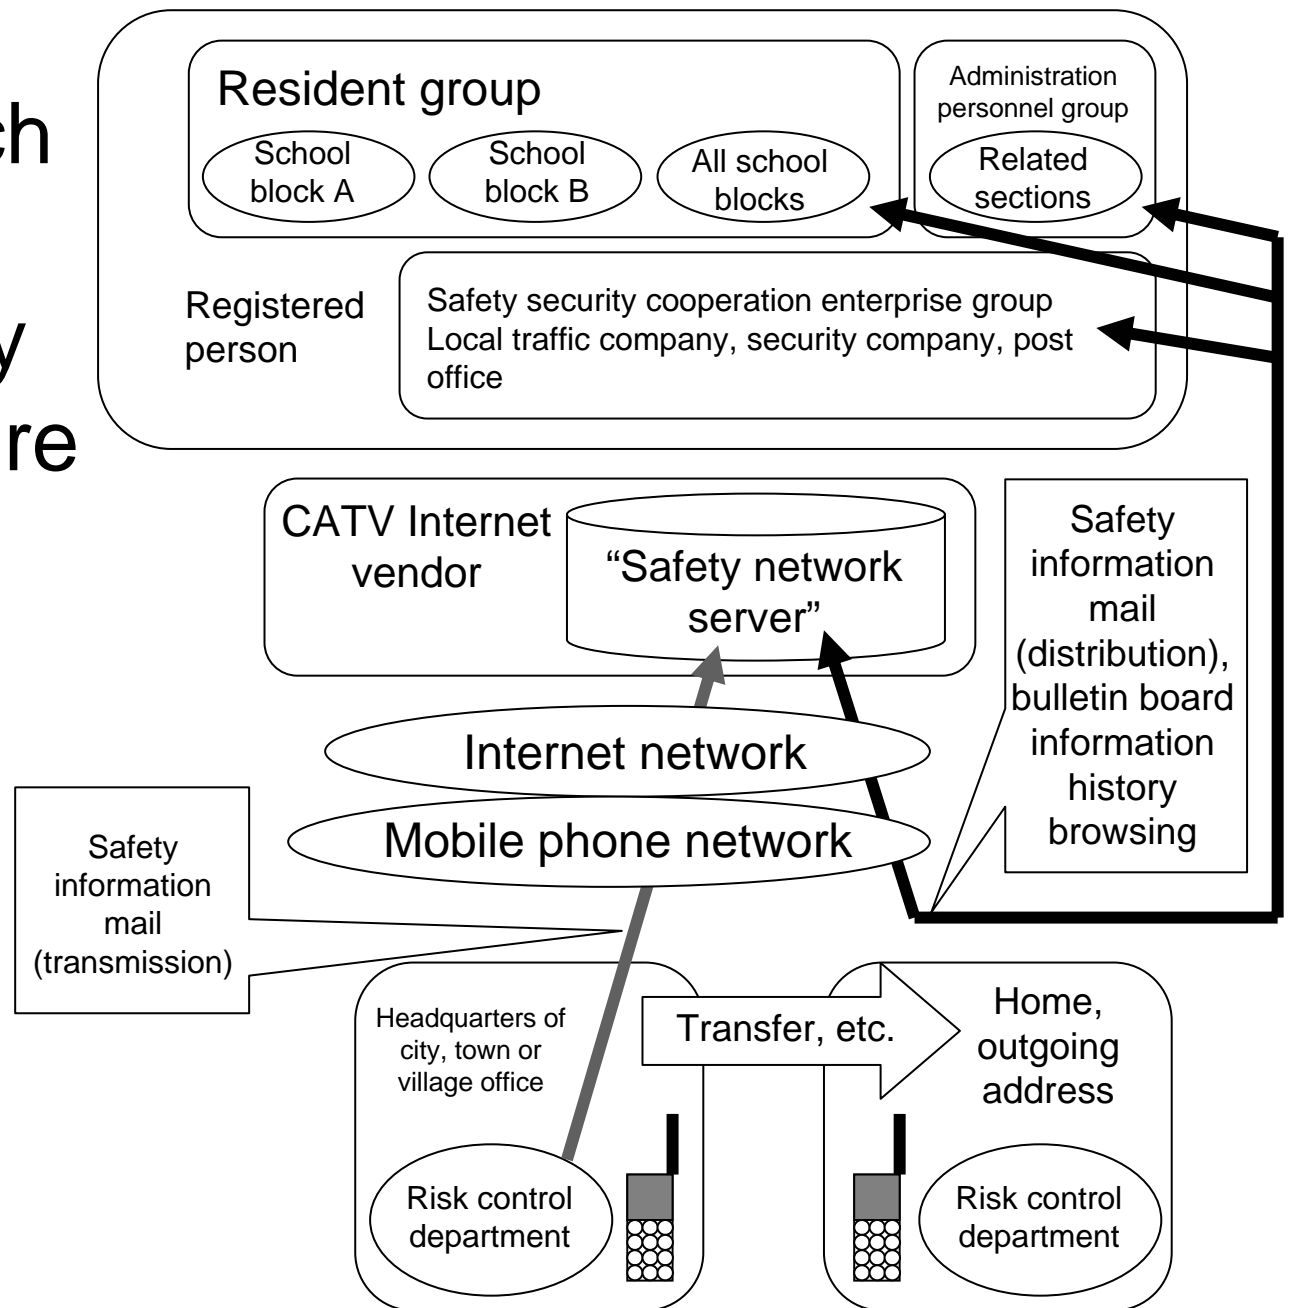 ch
y
re
Resident group
School
block A
School
block B
All school
blocks
Administration
personnel group
Related
sections
Registered
person
Safety security cooperation enterprise group
Local traffic company, security company, post
office
CATV Internet
vendor
“Safety network
server”
Safety
information
mail
(distribution),
bulletin board
information
history
browsing
Internet network
Mobile phone network
Safety
information
mail
(transmission)
Headquarters of
city, town or
village office
Transfer, etc.
Home,
outgoing
address
Risk control
department
Risk control
department